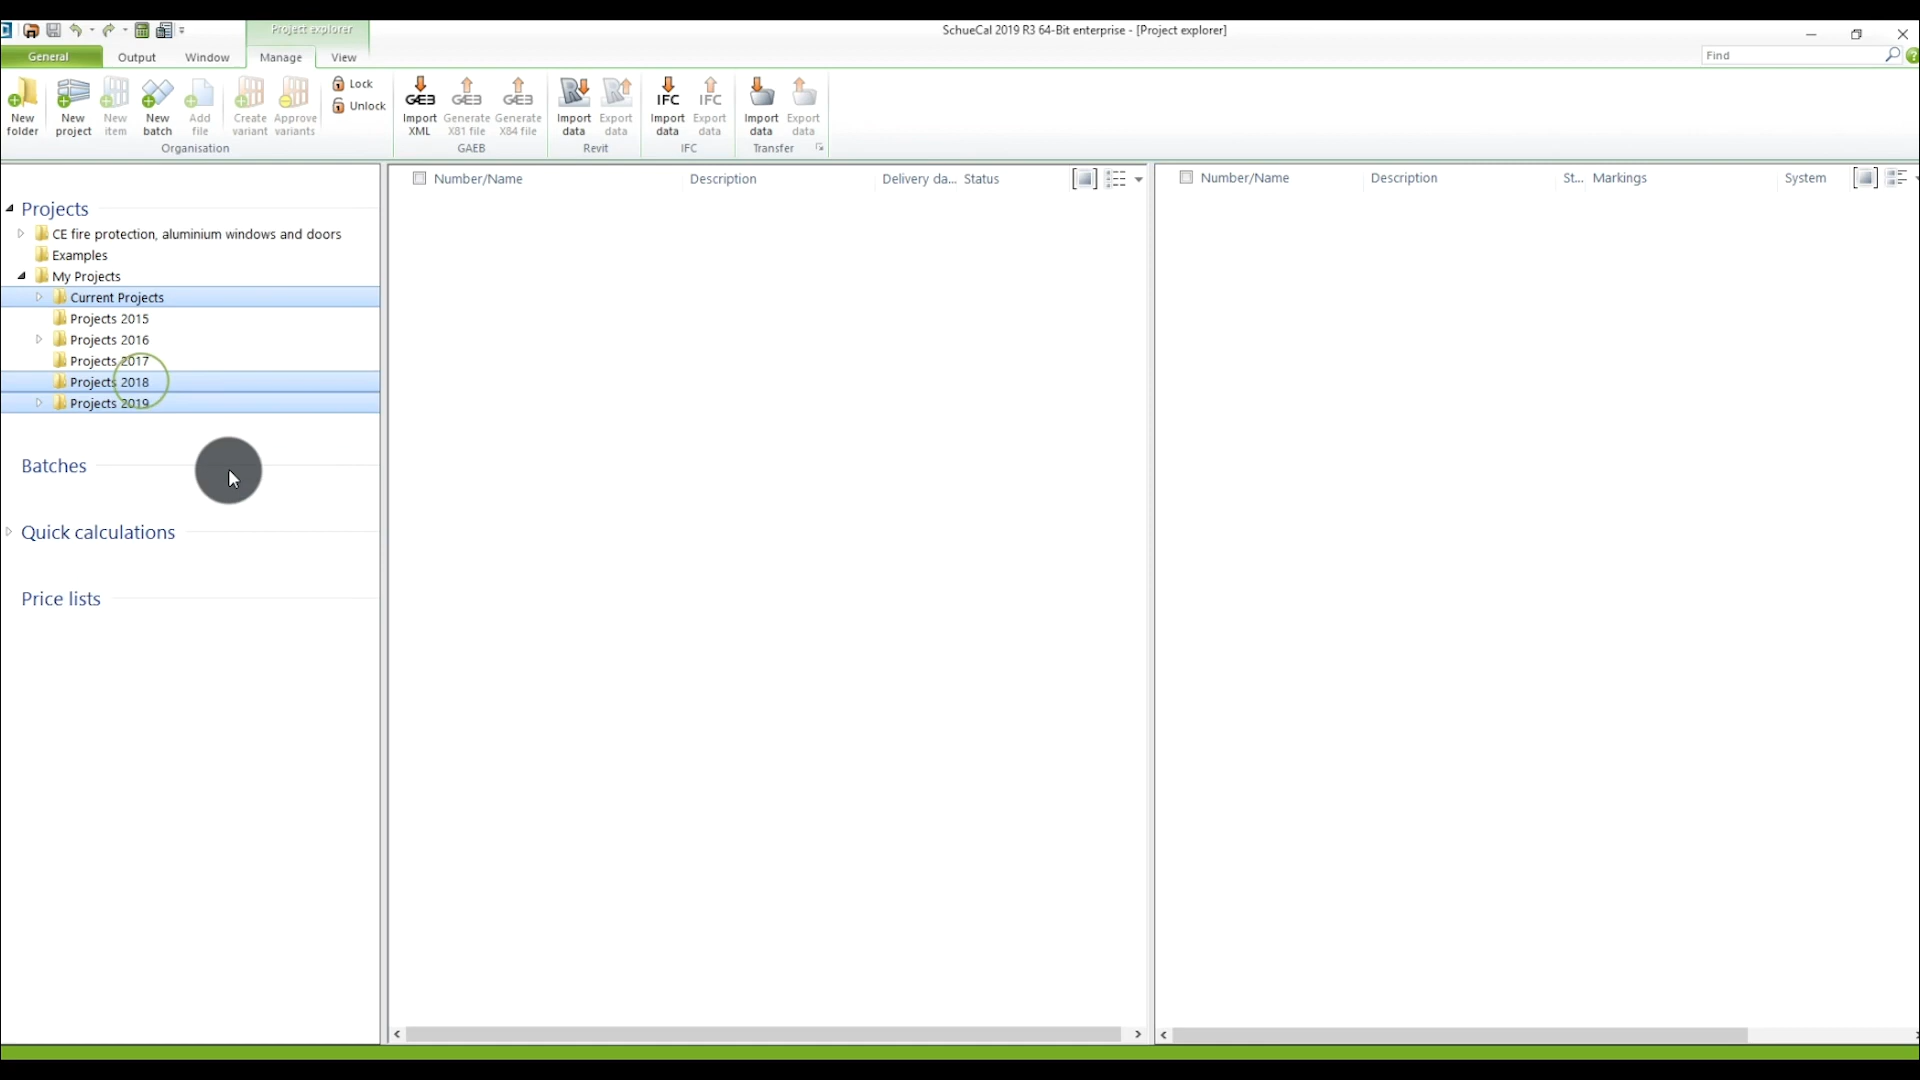 Project explorer
SchueCal 2019 R3 64-Bit enterprise - [Project explorer]
General Output Window Manage View
Find
New folder
New project
New item
New batch
Add file
Create variant
Approve variants
Lock
Unlock
Organisation
Import XML
Generate X81 file
Generate X84 file
GAEB
Import data
Export data
Revit
IFC
Import data
IFC
Export data
IFC
Import data
Export data
Transfer
Number/Name Description Delivery da... Status
Number/Name Description St... Markings System
Projects
CE fire protection, aluminium windows and doors
Examples
My Projects
Current Projects
Projects 2015
Projects 2016
Projects 2017
Projects 2018
Projects 2019
Batches
Quick calculations
Price lists